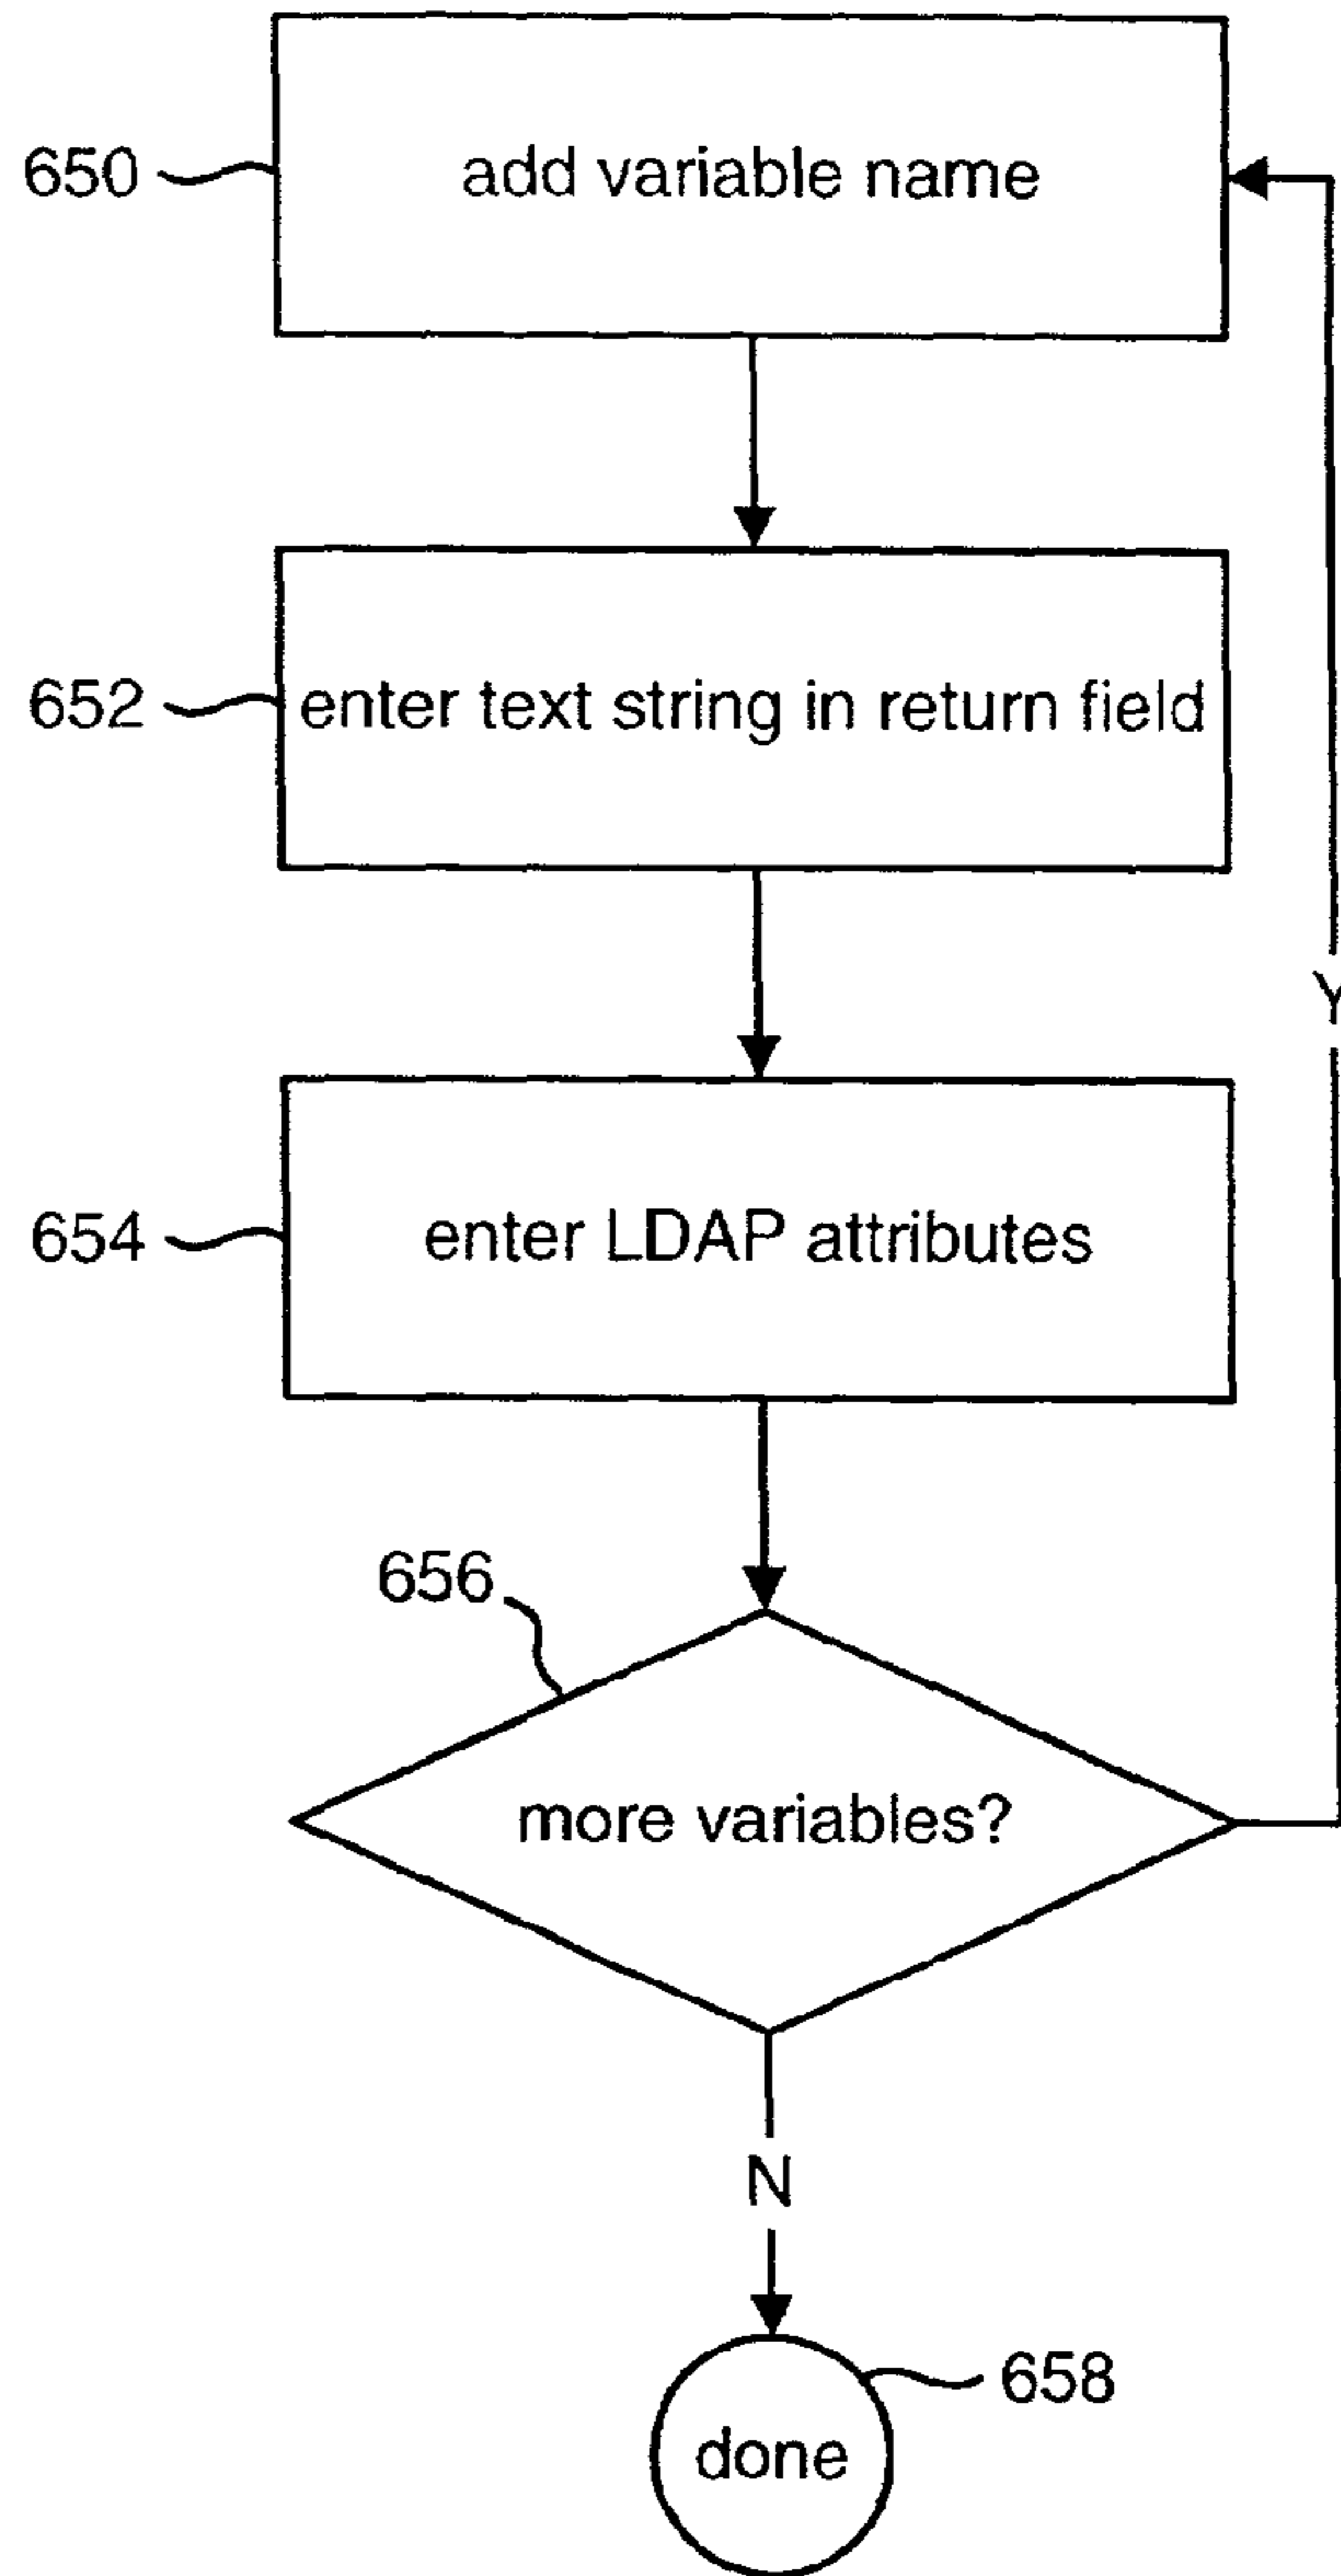 650
add variable name
652
enter text string in return field
Y
654
enter LDAP attributes
656
more variables?
N
658
done